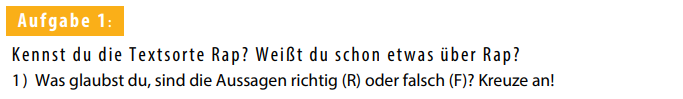 Aufgabe 1:
Kennst du die Textsorte Rap? Weißt du schon etwas über Rap?
1) Was glaubst du, sind die Aussagen richtig (R) oder falsch (F)? Kreuze an!